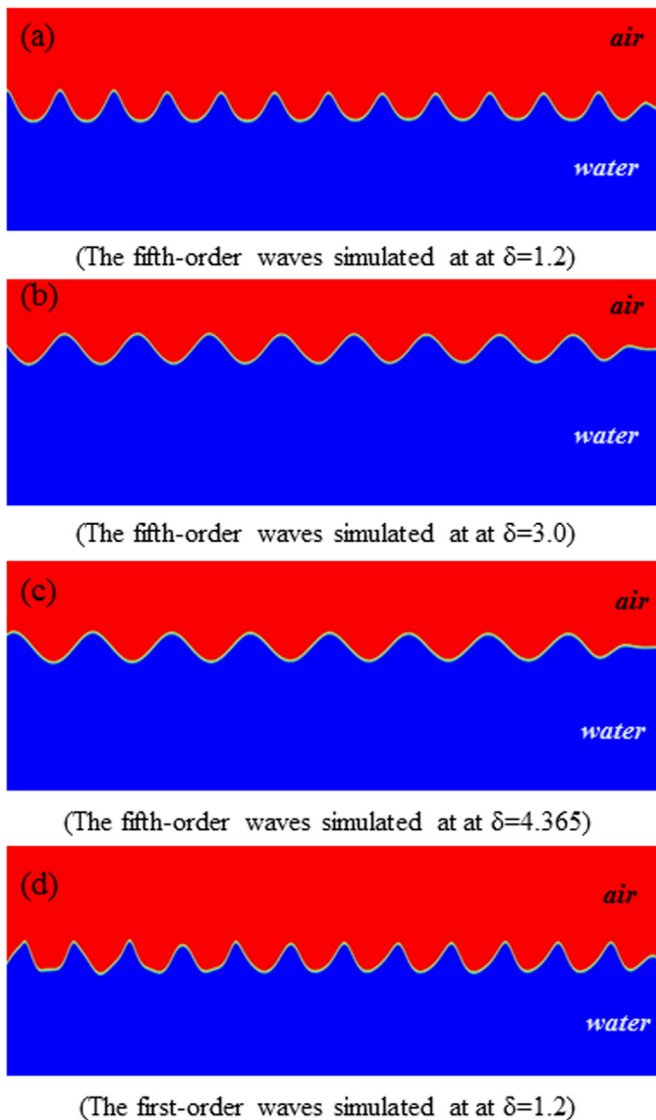 (a)
air
water
(The fifth-order waves simulated at at δ=1.2)
(b)
air
water
(The fifth-order waves simulated at at δ=3.0)
(c)
air
water
(The fifth-order waves simulated at at δ=4.365)
(d)
air
water
(The first-order waves simulated at at δ=1.2)